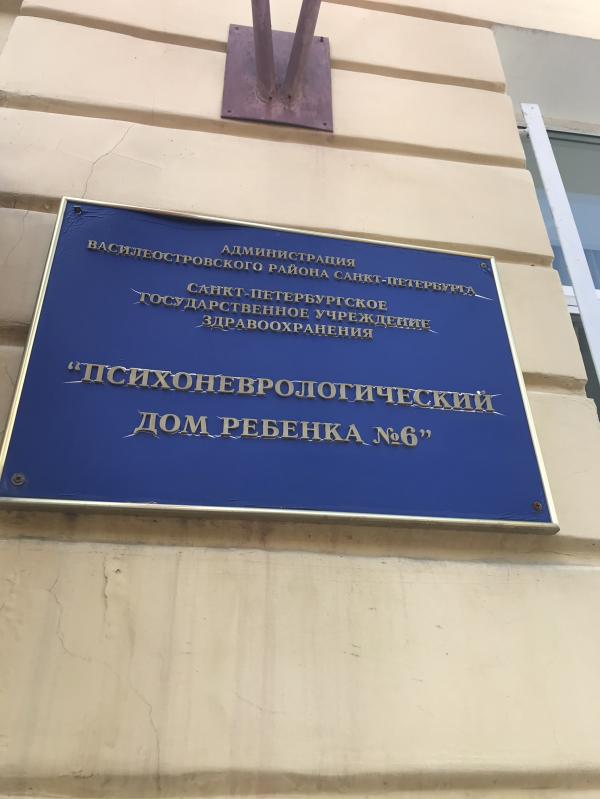 АДМИНИСТРАЦИЯ
ВАСИЛЕОСТРОВСКОГО РАЙОНА САНКТ-ПЕТЕРБУРГА
САНКТ-ПЕТЕРБУРГСКОЕ
ГОСУДАРСТВЕННОЕ УЧРЕЖДЕНИЕ
ЗДРАВООХРАНЕНИЯ
“ПСИХОНЕВРОЛОГИЧЕСКИЙ
ДОМ РЕБЕНКА №6”